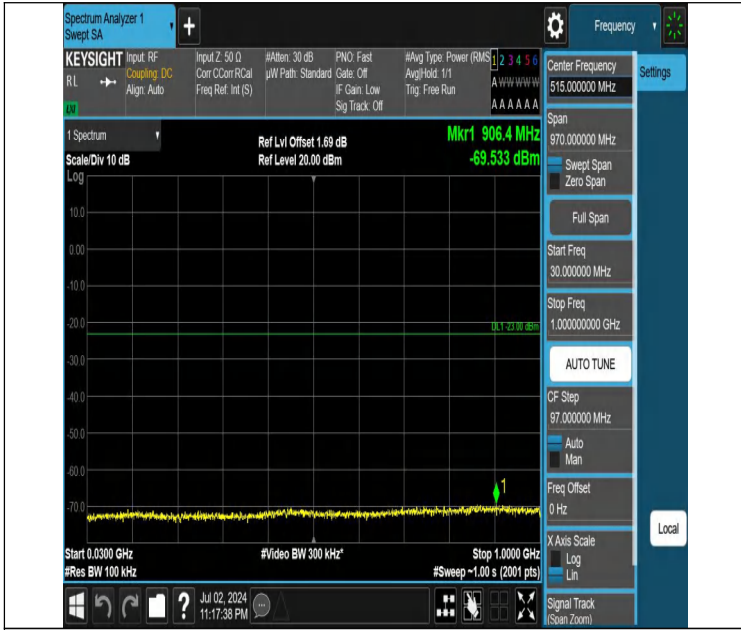 Spectrum Analyzer 1
Swept SA
+
Frequency
KEYSIGHT
RL
Input: RF
Coupling: DC
Align: Auto
Input Z: 50 Ω
Corr CCorr RCal
Freq Ref: Int (S)
#Atten: 30 dB
µW Path: Standard
PNO: Fast
Gate: Off
IF Gain: Low
Sig Track: Off
#Avg Type: Power (RMS
Avg|Hold: 1/1
Trig: Free Run
1 2 3 4 5 6
A W W W W W
A A A A A A
1 Spectrum
Scale/Div 10 dB
Ref Lvl Offset 1.69 dB
Ref Level 20.00 dBm
Mkr1 906.4 MHz
-69.533 dBm
Log
10.0
0.00
-10.0
-20.0
DL1 -23.00 dBm
-30.0
-40.0
-50.0
-60.0
1
-70.0
Start 0.0300 GHz
#Video BW 300 kHz*
Stop 1.0000 GHz
#Res BW 100 kHz
#Sweep ~1.00 s (2001 pts)
?
Jul 02, 2024
11:17:38 PM
Center Frequency
515.000000 MHz
Settings
Span
970.000000 MHz
Swept Span
Zero Span
Full Span
Start Freq
30.000000 MHz
Stop Freq
1.000000000 GHz
AUTO TUNE
CF Step
97.000000 MHz
Auto
Man
Freq Offset
0 Hz
Local
X Axis Scale
Log
Lin
Signal Track
(Span Zoom)